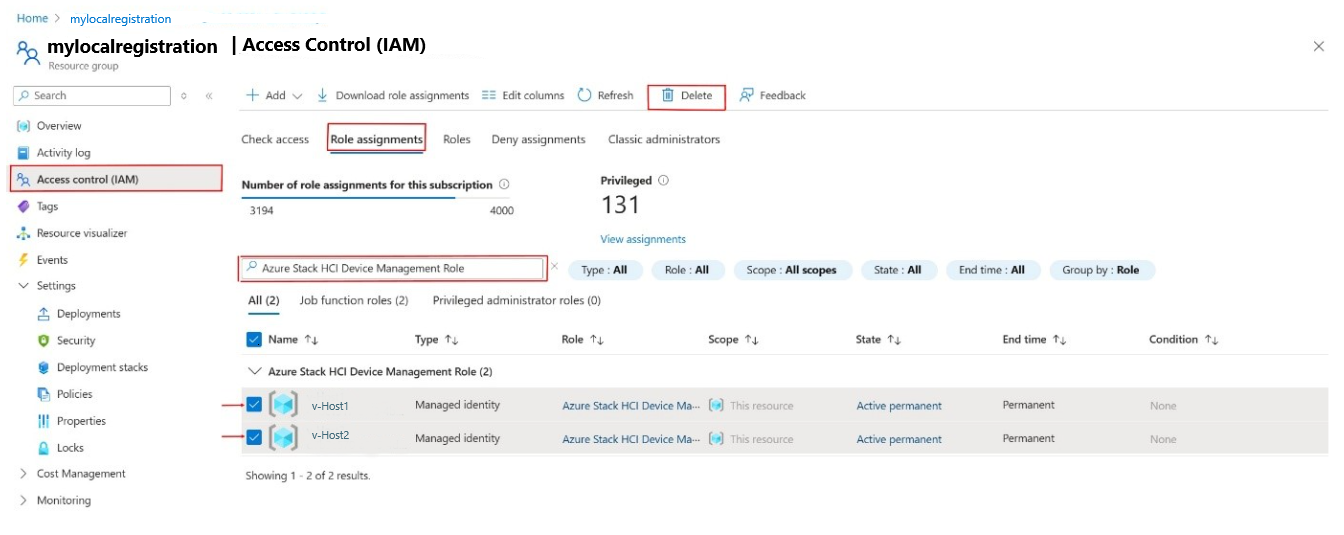 Home > mylocalregistration
mylocalregistration | Access Control (IAM)
Resource group
Search
Add Download role assignments Edit columns Refresh Delete Feedback
Overview
Activity log
Access control (IAM)
Tags
Resource visualizer
Events
Settings
Deployments
Security
Deployment stacks
Policies
Properties
Locks
Cost Management
Monitoring
Check access Role assignments Roles Deny assignments Classic administrators
Number of role assignments for this subscription
3194 4000
Privileged
131
View assignments
Azure Stack HCI Device Management Role
Type : All Role : All Scope : All scopes State : All End time : All Group by : Role
All (2) Job function roles (2) Privileged administrator roles (0)
Name ↑↓ Type ↑↓ Role ↑↓ Scope ↑↓ State ↑↓ End time ↑↓ Condition ↑↓
Azure Stack HCI Device Management Role (2)
v-Host1 Managed identity Azure Stack HCI Device Ma... This resource Active permanent Permanent None
v-Host2 Managed identity Azure Stack HCI Device Ma... This resource Active permanent Permanent None
Showing 1 - 2 of 2 results.